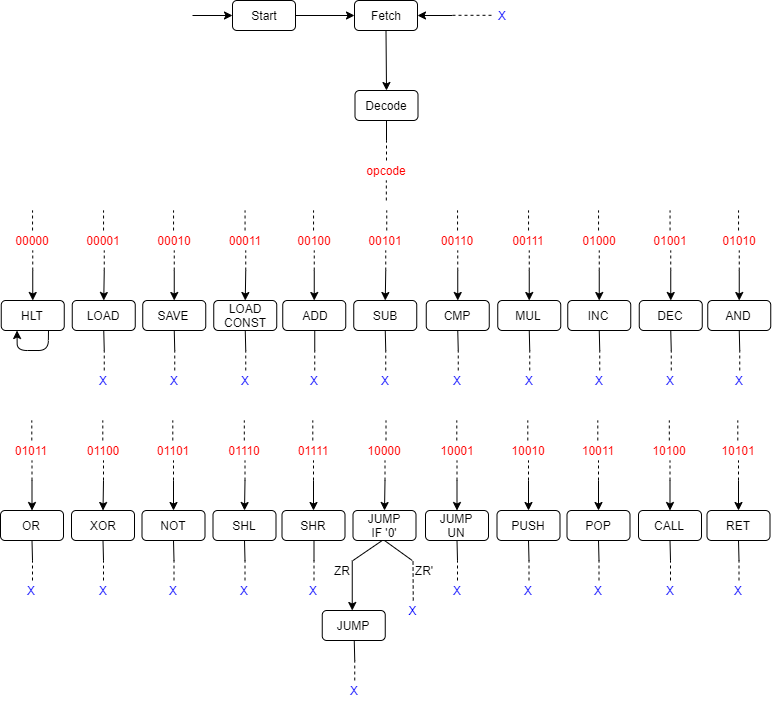 Start
Fetch
X
Decode
opcode
00000
00001
00010
00011
00100
00101
00110
00111
01000
01001
01010
HLT
LOAD
SAVE
LOAD
CONST
ADD
SUB
CMP
MUL
INC
DEC
AND
X
X
X
X
X
X
X
X
X
X
01011
01100
01101
01110
01111
10000
10001
10010
10011
10100
10101
OR
XOR
NOT
SHL
SHR
JUMP
IF '0'
JUMP
UN
PUSH
POP
CALL
RET
ZR
ZR'
X
X
X
X
X
X
X
X
X
X
X
JUMP
X